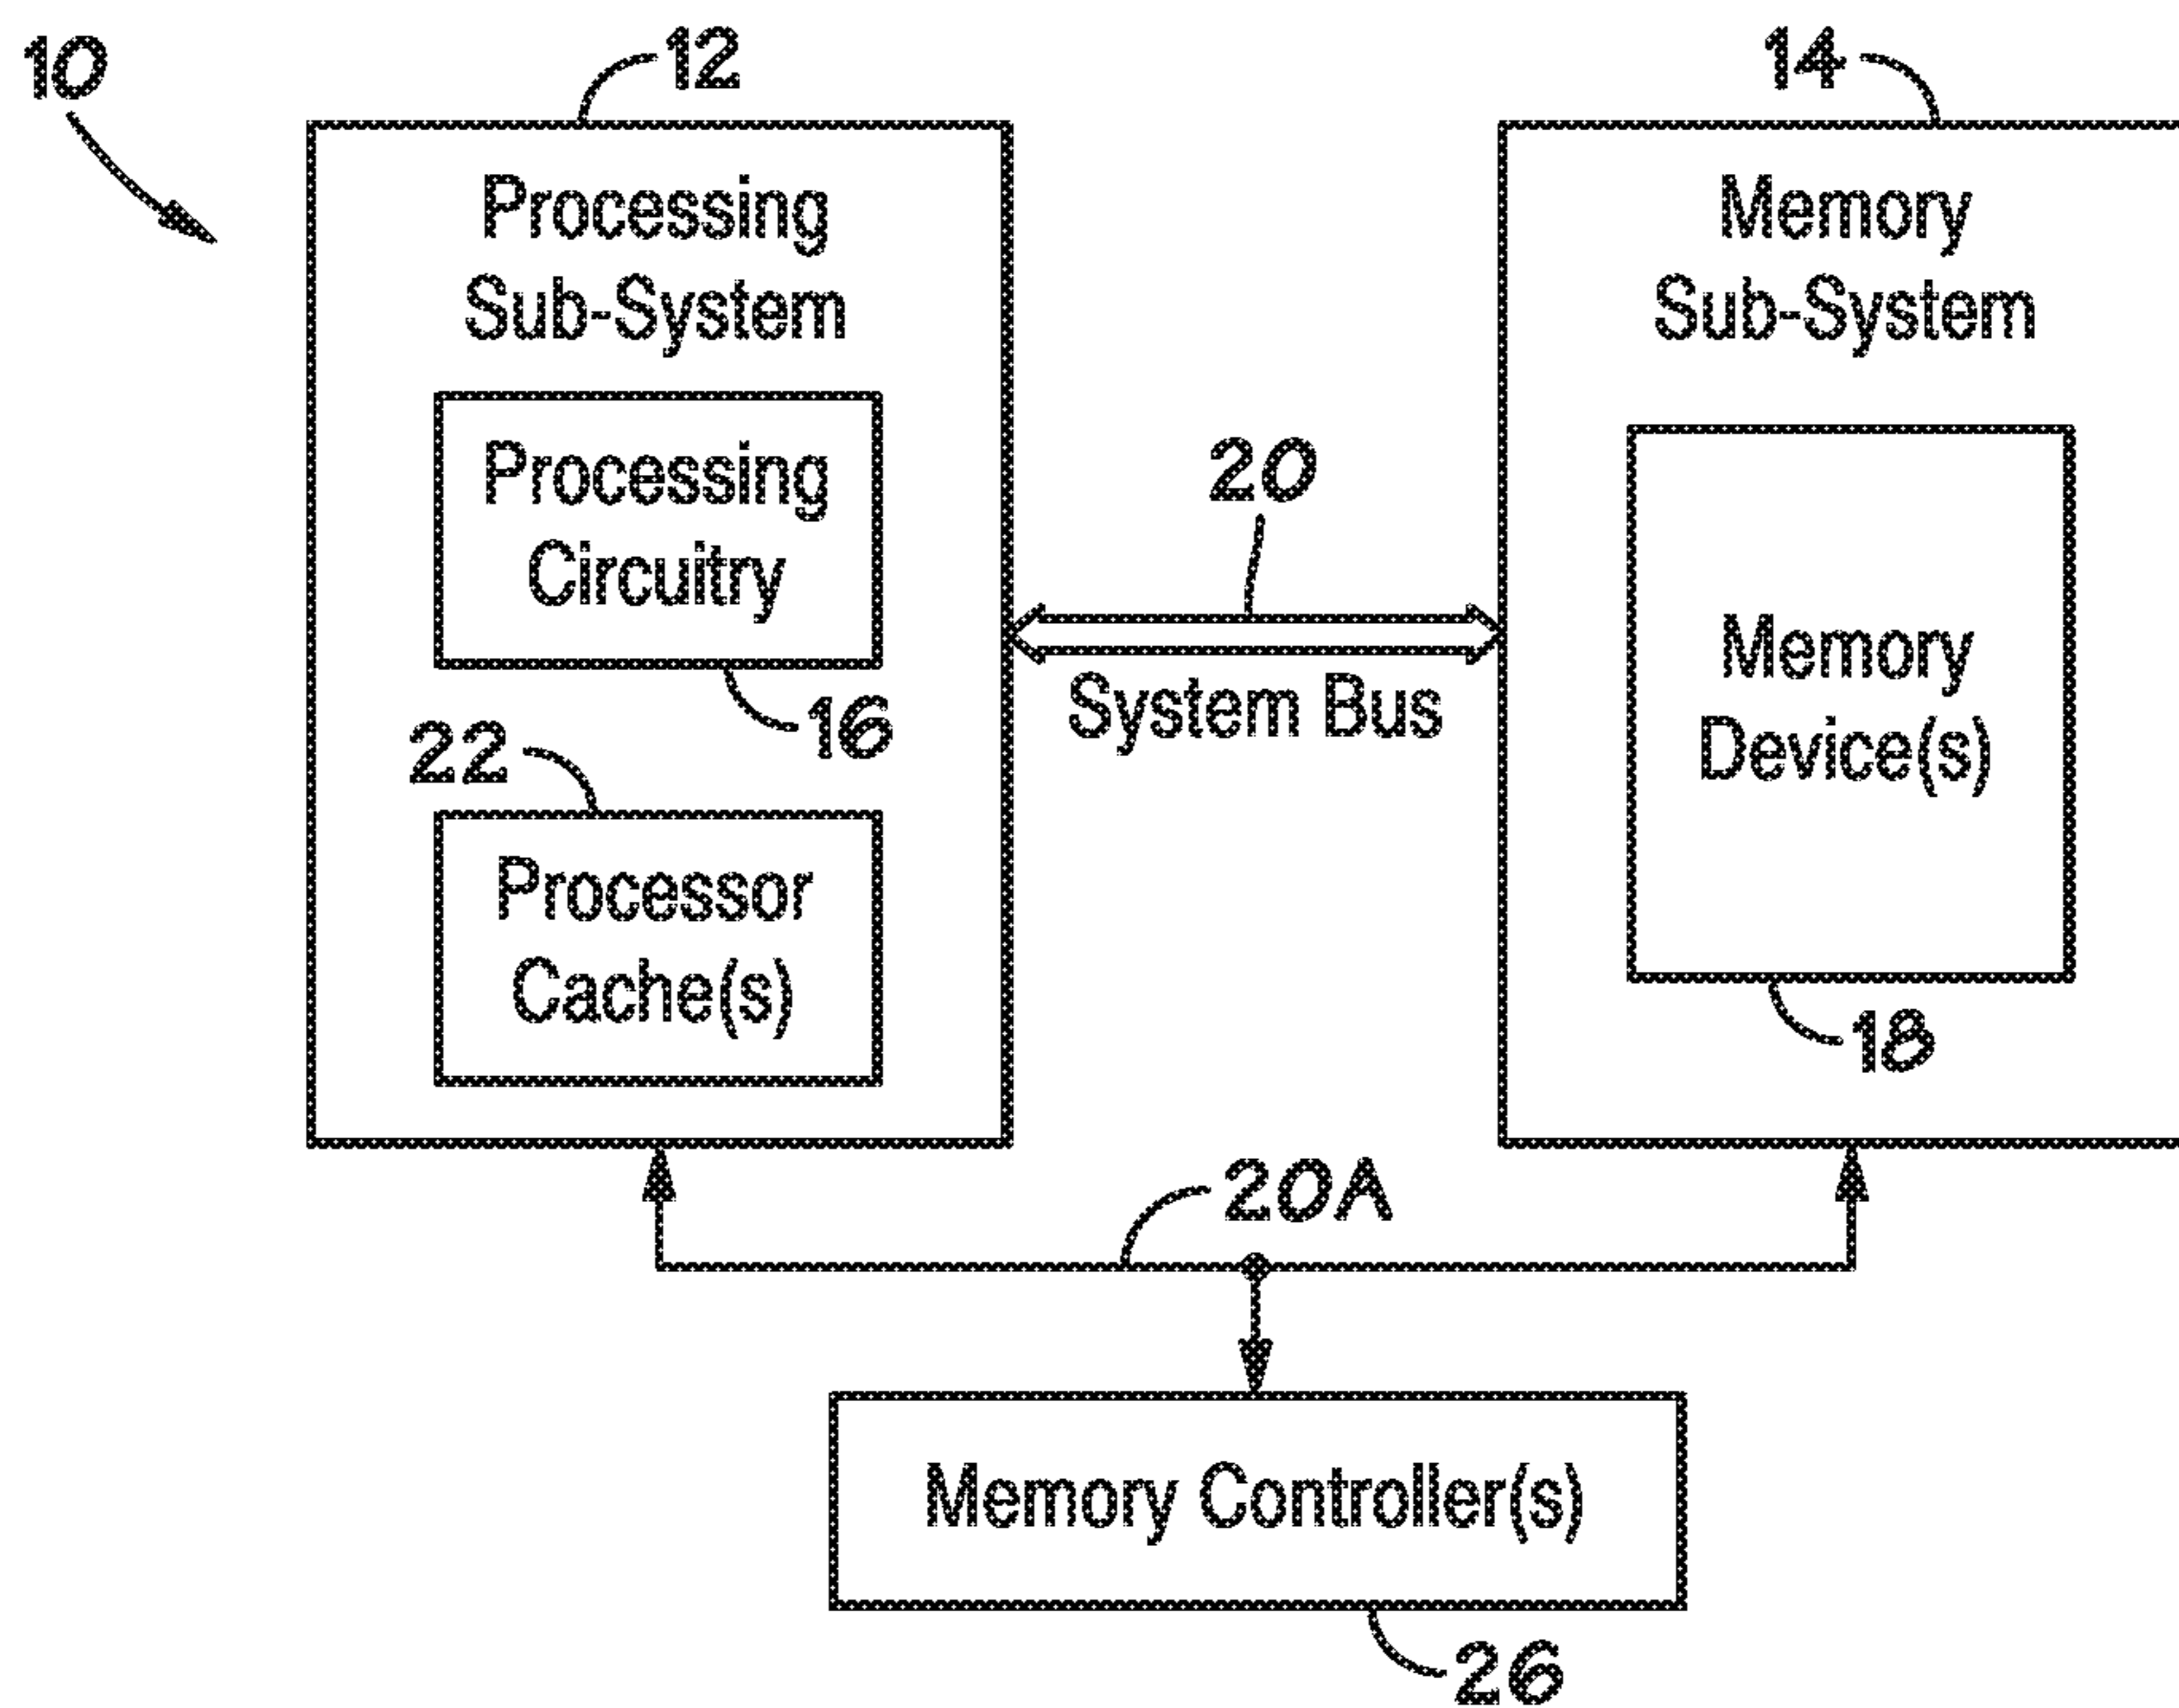 10
12
14
Processing
Sub-System
Memory
Sub-System
Processing
Circuitry
16
20
System Bus
Memory
Device(s)
18
22
Processor
Cache(s)
20A
Memory Controller(s)
26